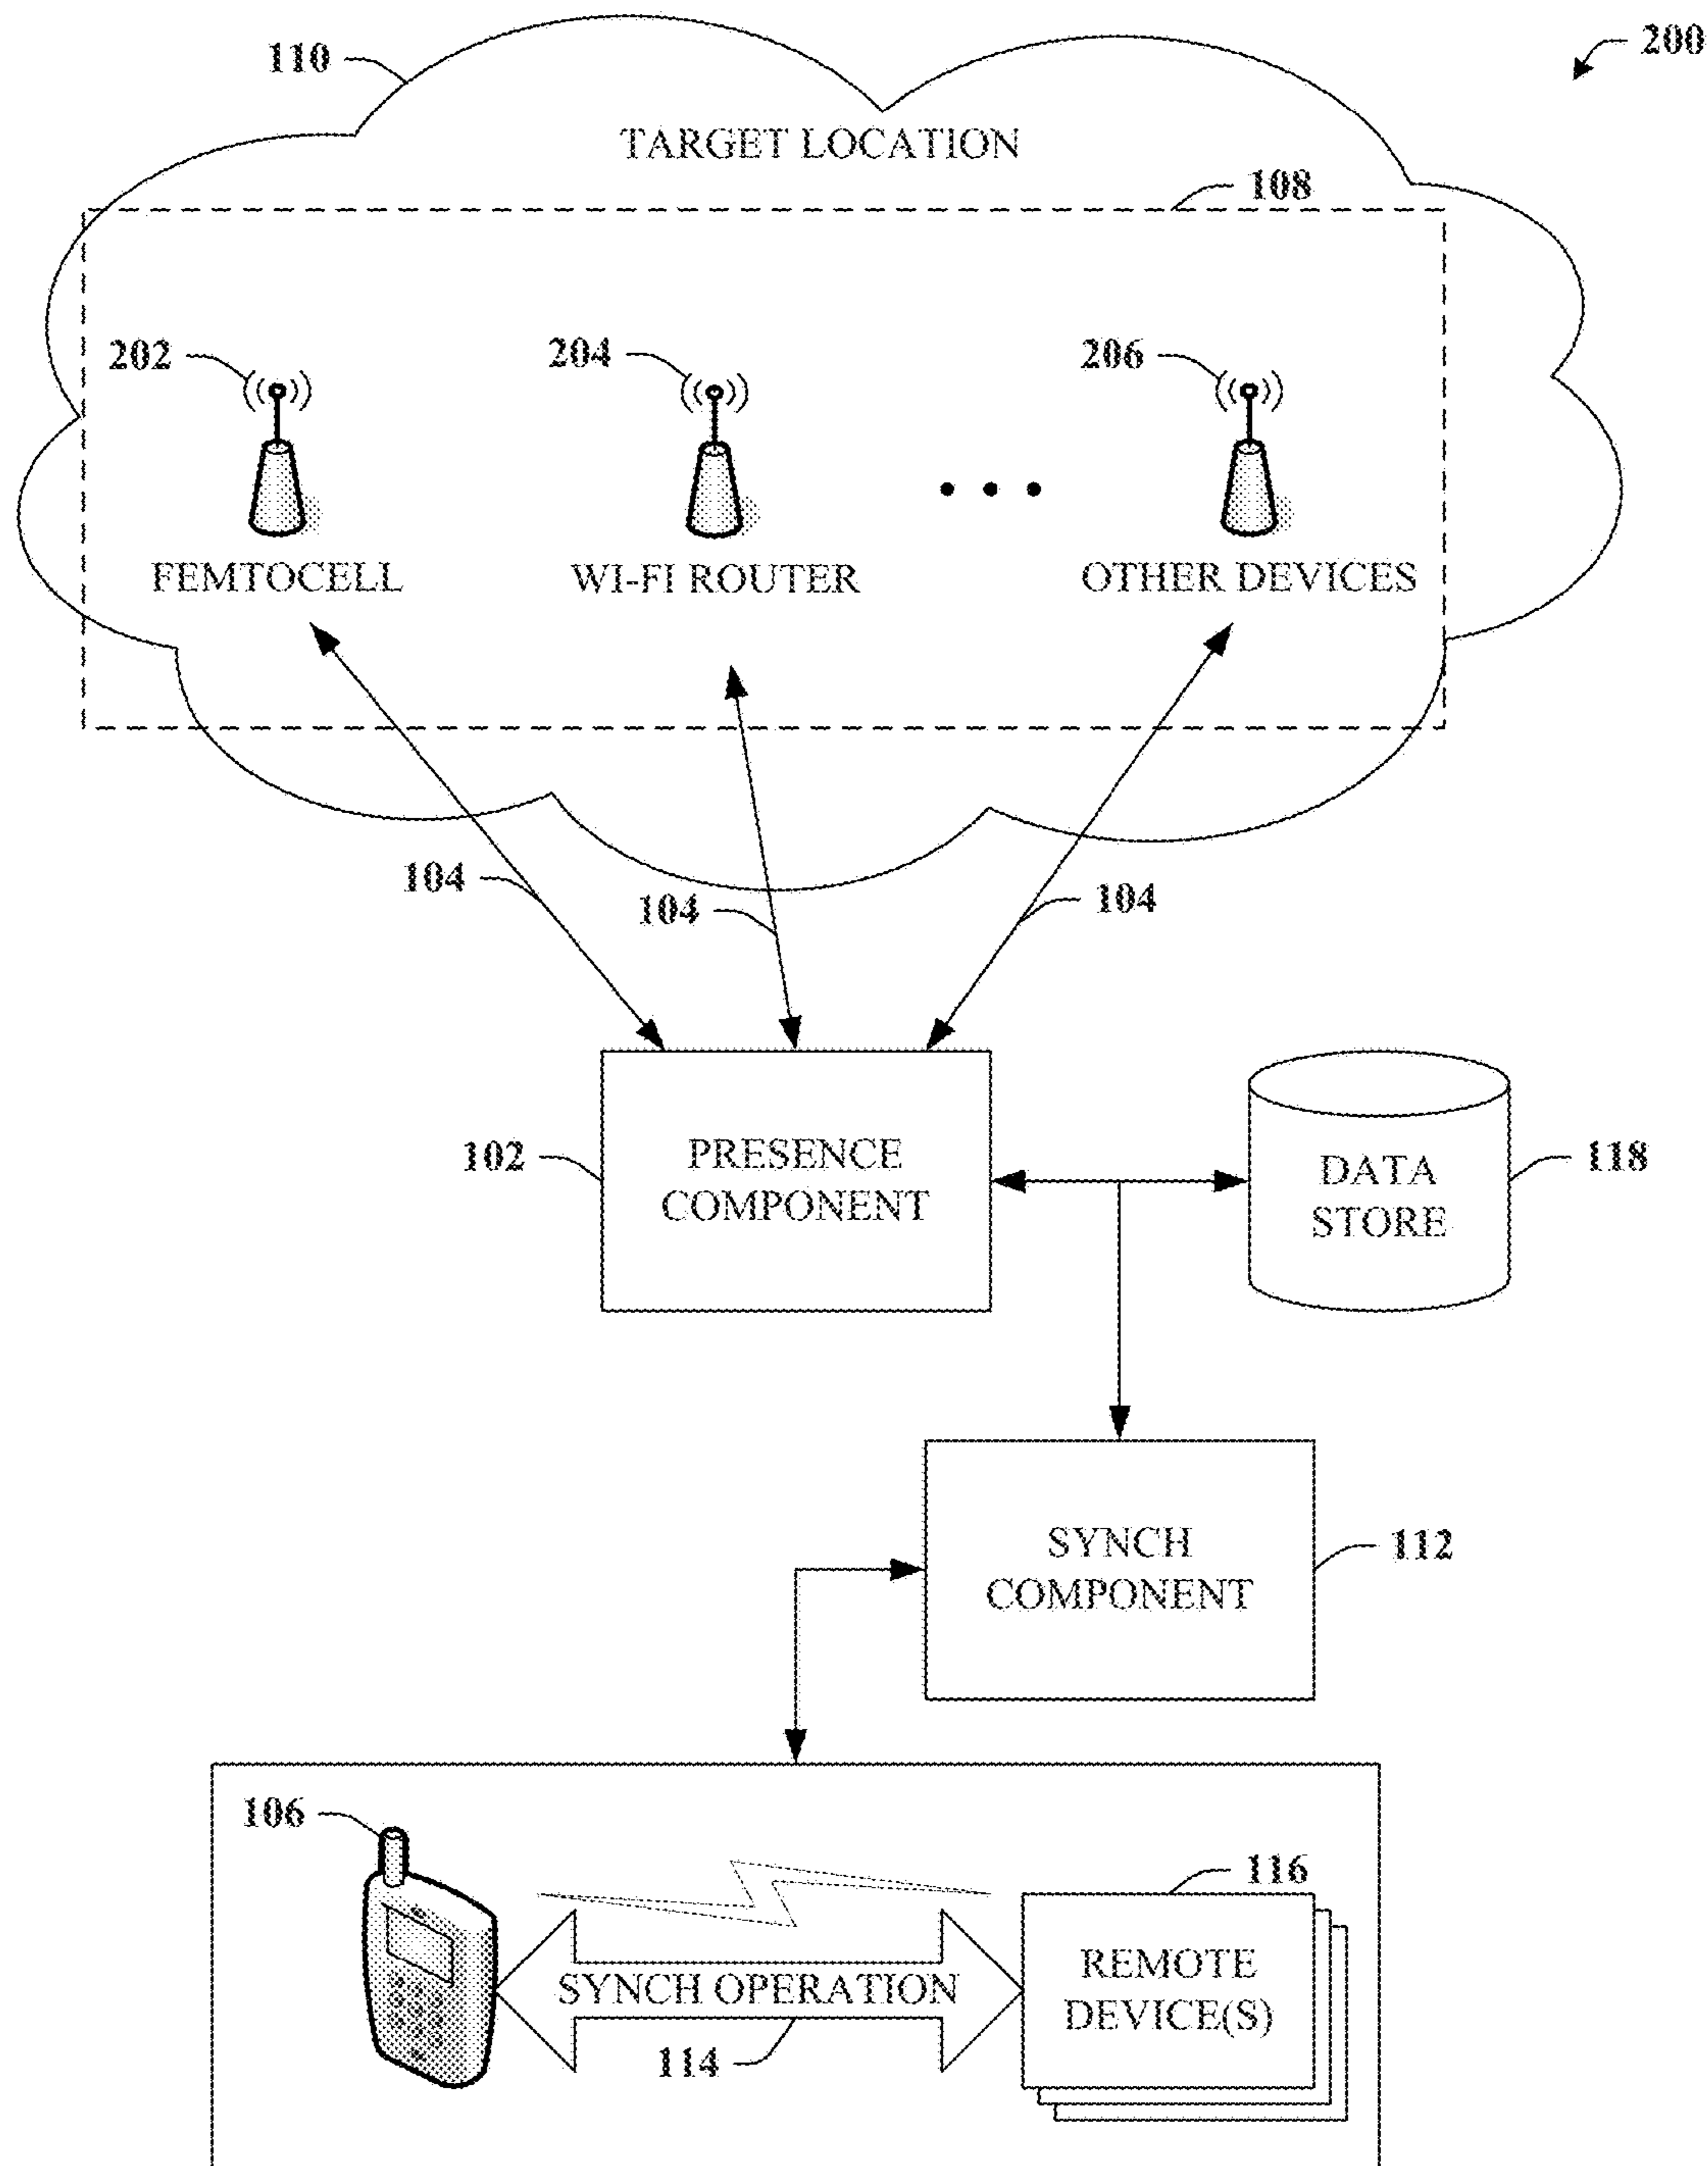 200
110
TARGET LOCATION
108
202
204
206
FEMTOCELL
WI-FI ROUTER
OTHER DEVICES
104
104
104
102
PRESENCE
COMPONENT
DATA
STORE
118
SYNCH
COMPONENT
112
106
116
SYNCH OPERATION
REMOTE
DEVICE(S)
114